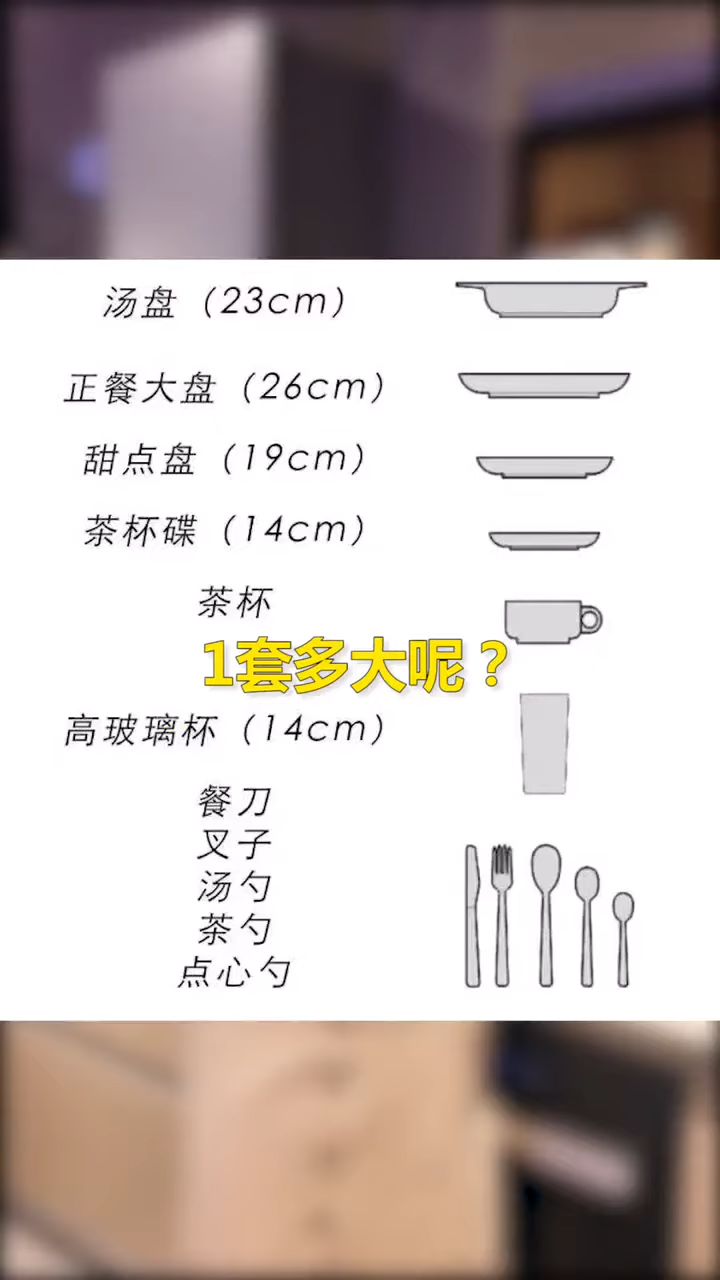 汤盘（23cm）
正餐大盘（26cm）
甜点盘（19cm）
茶杯碟（14cm）
茶杯
1套多大呢？
高玻璃杯（14cm）
餐刀
叉子
汤勺
茶勺
点心勺